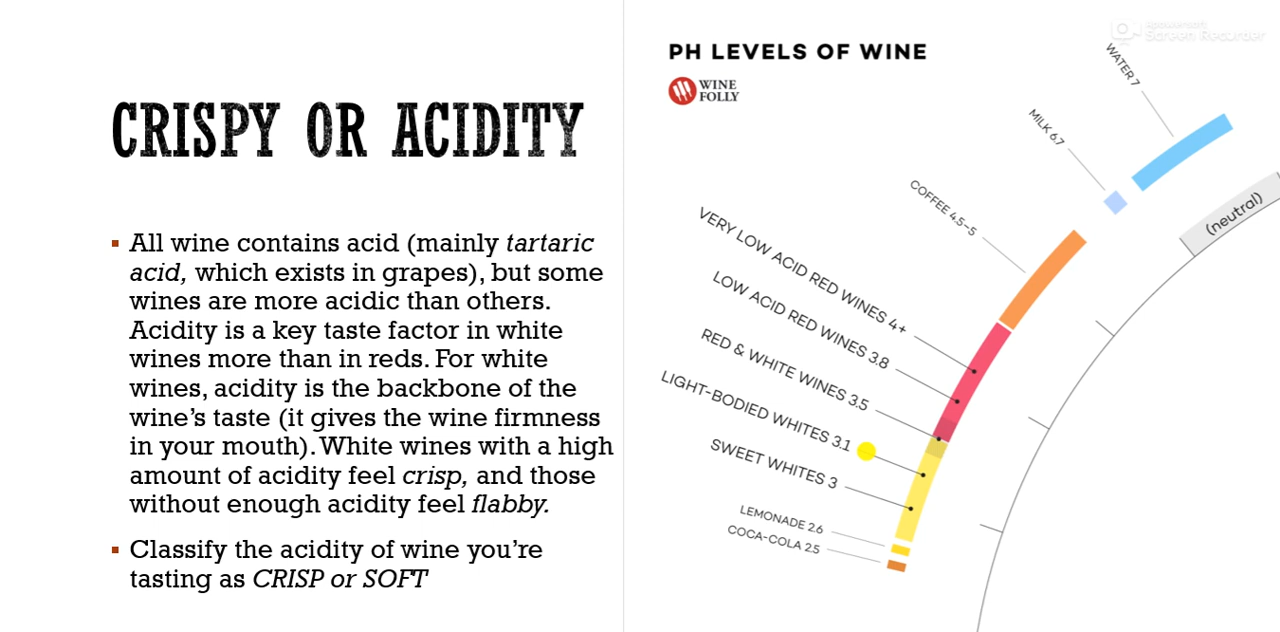 CRISPY OR ACIDITY
All wine contains acid (mainly tartaric
acid, which exists in grapes), but some
wines are more acidic than others.
Acidity is a key taste factor in white
wines more than in reds. For white
wines, acidity is the backbone of the
wine's taste (it gives the wine firmness
in your mouth). White wines with a high
amount of acidity feel crisp, and those
without enough acidity feel flabby.
Classify the acidity of wine you're
tasting as CRISP or SOFT
PH LEVELS OF WINE
WINE
FOLLY
WATER 7
MILK 6.7
COFFEE 4.5-5
VERY LOW ACID RED WINES 4+
LOW ACID RED WINES 3.8
RED & WHITE WINES 3.5
LIGHT-BODIED WHITES 3.1
SWEET WHITES 3
LEMONADE 2.6
COCA-COLA 2.5
(neutral)
Screen Recorder